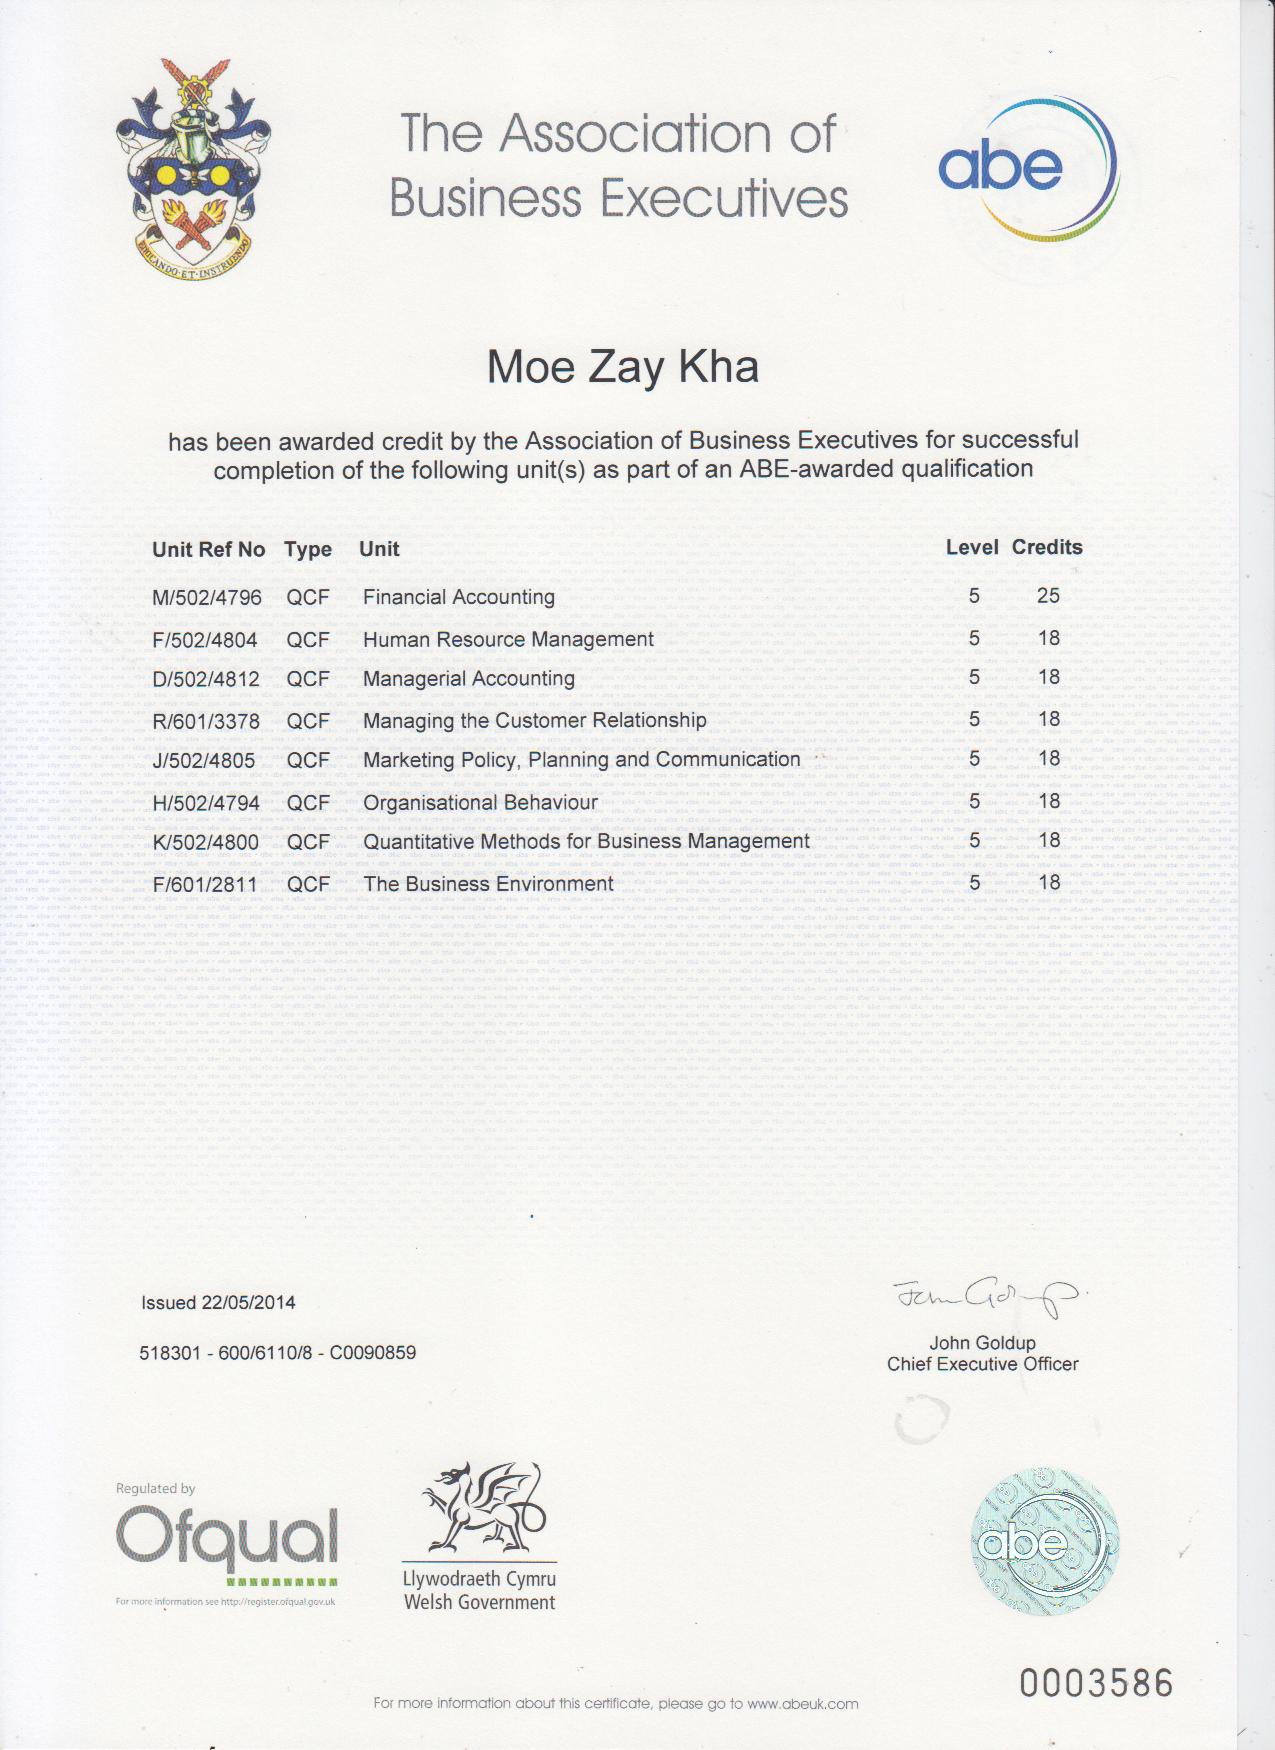 The Association of
Business Executives
abe
EDUCANDO·ET·INSTRUENDO
Moe Zay Kha
has been awarded credit by the Association of Business Executives for successful
completion of the following unit(s) as part of an ABE-awarded qualification
Unit Ref No Type Unit Level Credits
M/502/4796 QCF Financial Accounting 5 25
F/502/4804 QCF Human Resource Management 5 18
D/502/4812 QCF Managerial Accounting 5 18
R/601/3378 QCF Managing the Customer Relationship 5 18
J/502/4805 QCF Marketing Policy, Planning and Communication 5 18
H/502/4794 QCF Organisational Behaviour 5 18
K/502/4800 QCF Quantitative Methods for Business Management 5 18
F/601/2811 QCF The Business Environment 5 18
Issued 22/05/2014
518301 - 600/6110/8 - C0090859
John Goldup
Chief Executive Officer
Regulated by
Ofqual
For more information see http://register.ofqual.gov.uk
Llywodraeth Cymru
Welsh Government
abe
0003586
For more information about this certificate, please go to www.abeuk.com